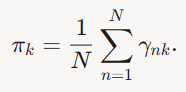 π_k = \frac{1}{N} \sum_{n=1}^{N} γ_{nk}.